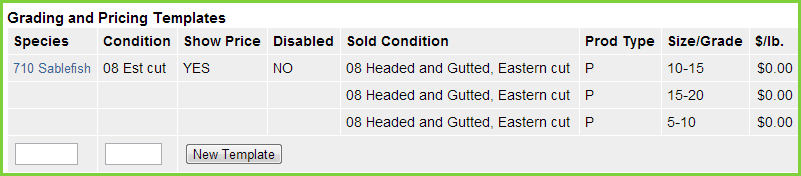 Grading and Pricing Templates
Species Condition Show Price Disabled Sold Condition Prod Type Size/Grade $/lb.
710 Sablefish 08 Est cut YES NO 08 Headed and Gutted, Eastern cut P 10-15 $0.00
08 Headed and Gutted, Eastern cut P 15-20 $0.00
08 Headed and Gutted, Eastern cut P 5-10 $0.00
New Template